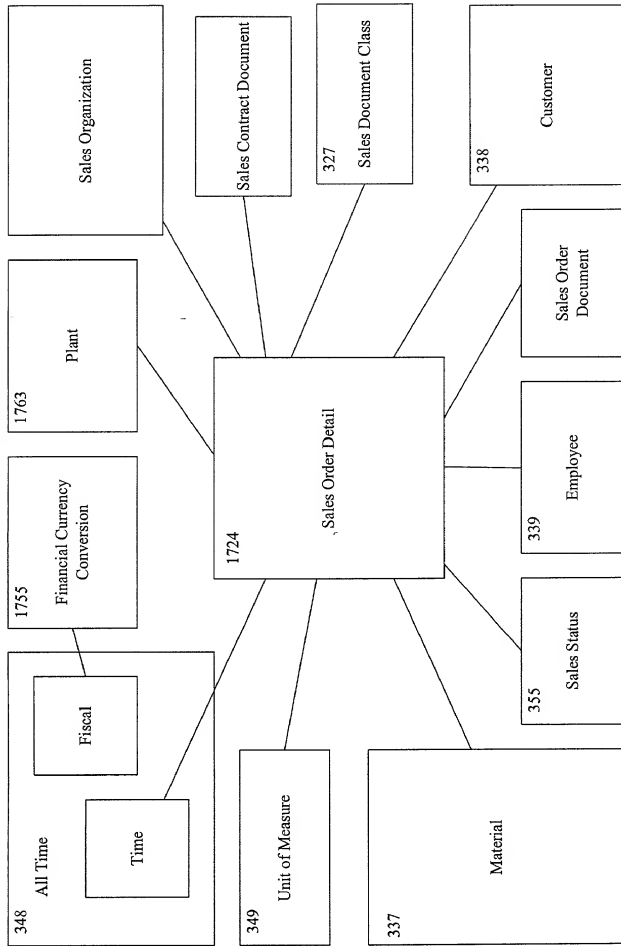 348
All Time
Time
Fiscal
1755
Financial Currency
Conversion
1763
Plant
Sales Organization
349
Unit of Measure
1724
Sales Order Detail
Sales Contract Document
327
Sales Document Class
337
Material
355
Sales Status
339
Employee
Sales Order
Document
338
Customer